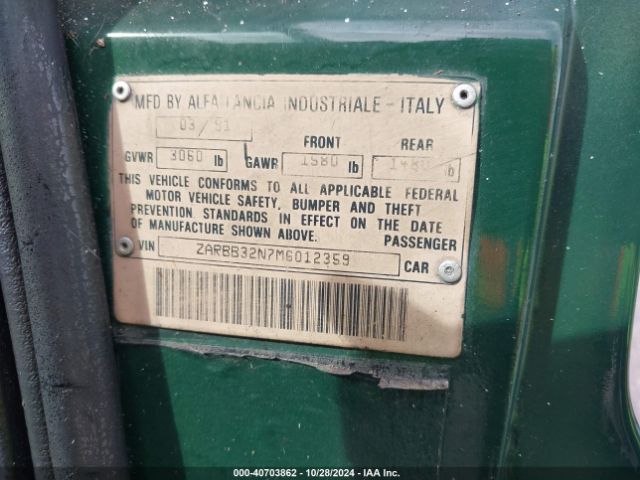 MFD BY ALFA LANCIA INDUSTRIALE - ITALY
03/91
FRONT REAR
GVWR 3060 lb GAWR 1580 lb lb
THIS VEHICLE CONFORMS TO ALL APPLICABLE FEDERAL
MOTOR VEHICLE SAFETY, BUMPER AND THEFT
PREVENTION STANDARDS IN EFFECT ON THE DATE
OF MANUFACTURE SHOWN ABOVE. PASSENGER
VIN ZARBB32N7M6012359 CAR
000-40703862 - 10/28/2024 - IAA Inc.